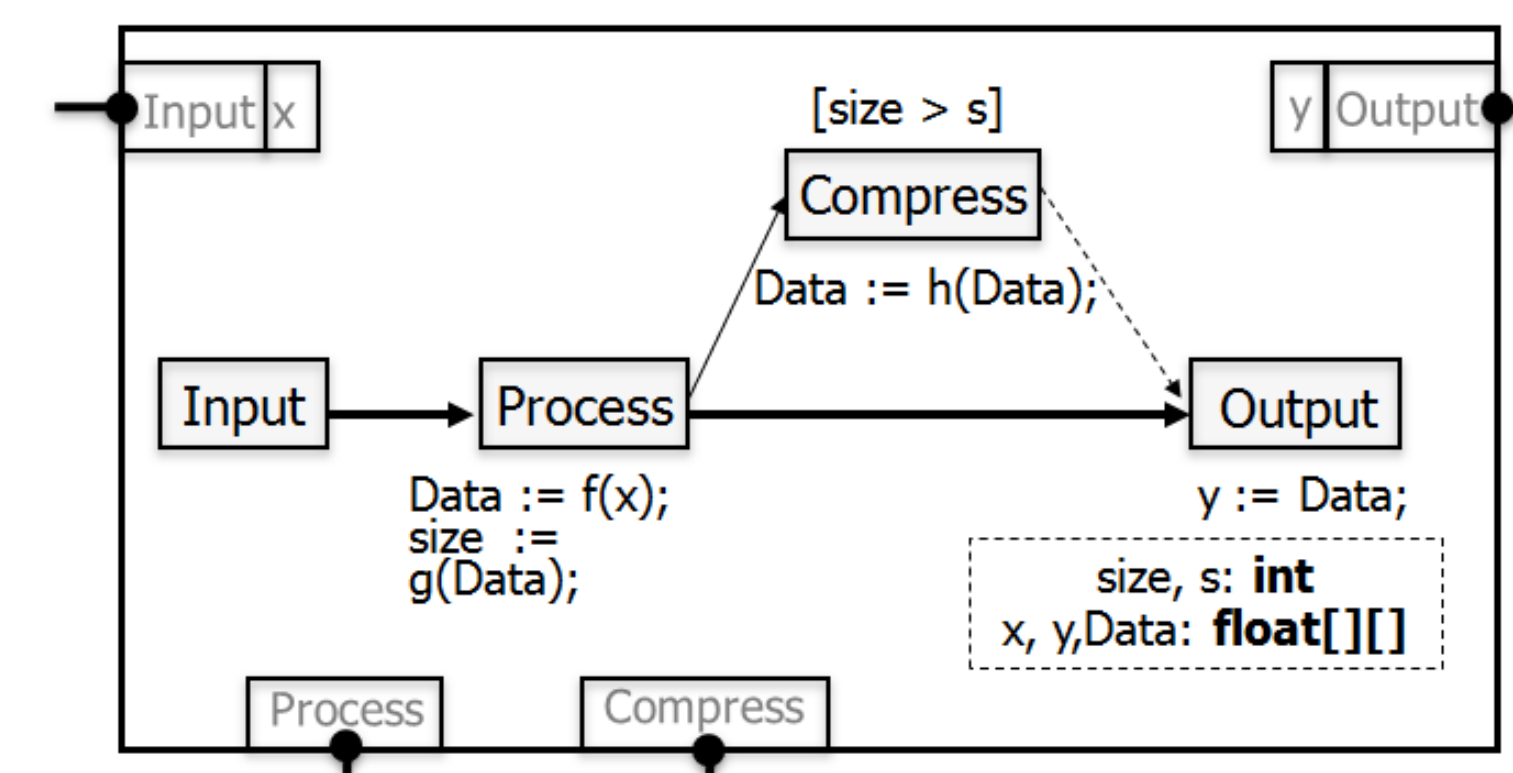 Input x
y Output
[size > s]
Compress
Data := h(Data);
Input
Process
Output
Data := f(x);
size :=
g(Data);
y := Data;
size, s: int
x, y,Data: float[][]
Process
Compress